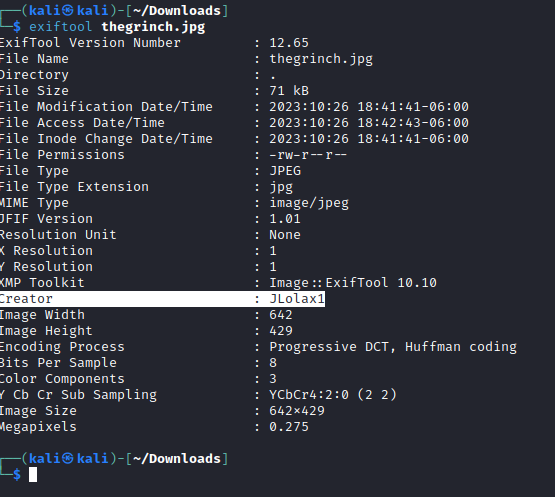 ┌──(kali㉿kali)-[~/Downloads]
└─$ exiftool thegrinch.jpg
ExifTool Version Number : 12.65
File Name : thegrinch.jpg
Directory : .
File Size : 71 kB
File Modification Date/Time : 2023:10:26 18:41:41-06:00
File Access Date/Time : 2023:10:26 18:42:43-06:00
File Inode Change Date/Time : 2023:10:26 18:41:41-06:00
File Permissions : -rw-r--r--
File Type : JPEG
File Type Extension : jpg
MIME Type : image/jpeg
JFIF Version : 1.01
Resolution Unit : None
X Resolution : 1
Y Resolution : 1
XMP Toolkit : Image::ExifTool 10.10
Creator : JLolax1
Image Width : 642
Image Height : 429
Encoding Process : Progressive DCT, Huffman coding
Bits Per Sample : 8
Color Components : 3
Y Cb Cr Sub Sampling : YCbCr4:2:0 (2 2)
Image Size : 642×429
Megapixels : 0.275
┌──(kali㉿kali)-[~/Downloads]
└─$